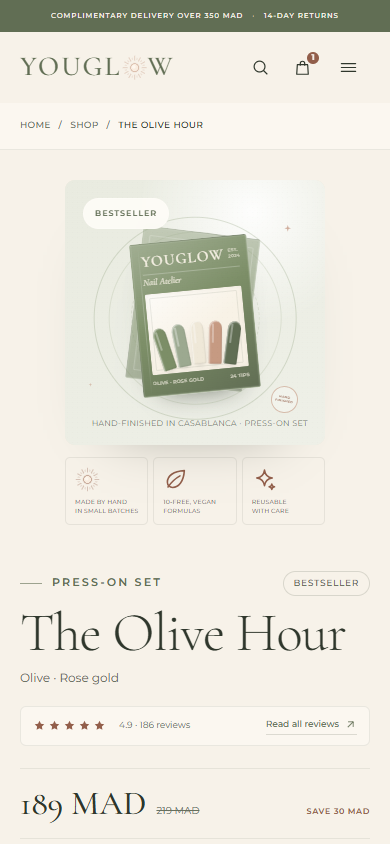 COMPLIMENTARY DELIVERY OVER 350 MAD · 14-DAY RETURNS
YOUGLOW
1
HOME / SHOP / THE OLIVE HOUR
BESTSELLER
YOUGLOW
EST.
2024
Nail Atelier
OLIVE · ROSE GOLD
24 TIPS
HAND-FINISHED IN CASABLANCA · PRESS-ON SET
MADE BY HAND
IN SMALL BATCHES
10-FREE, VEGAN
FORMULAS
REUSABLE
WITH CARE
PRESS-ON SET
BESTSELLER
The Olive Hour
Olive · Rose gold
4.9 · 186 reviews
Read all reviews
189 MAD
219 MAD
SAVE 30 MAD